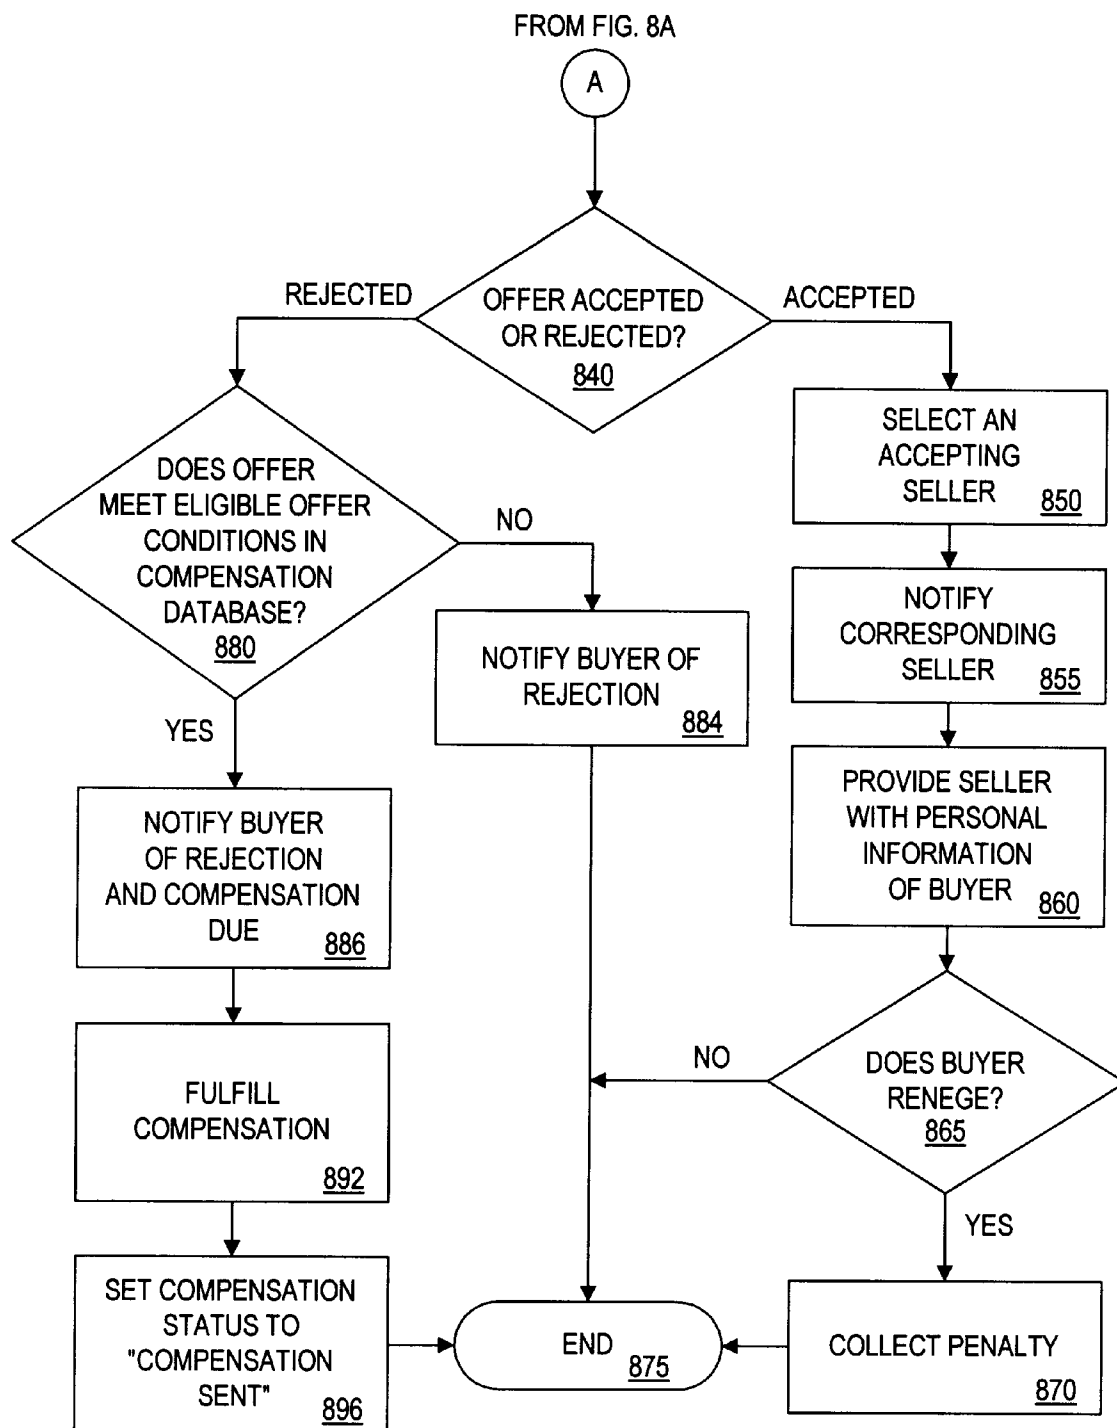 FROM FIG. 8A
A
OFFER ACCEPTED
OR REJECTED?
840
REJECTED
ACCEPTED
DOES OFFER
MEET ELIGIBLE OFFER
CONDITIONS IN
COMPENSATION
DATABASE?
880
NO
YES
NOTIFY BUYER OF
REJECTION
884
NOTIFY BUYER
OF REJECTION
AND COMPENSATION
DUE
886
FULFILL
COMPENSATION
892
SET COMPENSATION
STATUS TO
"COMPENSATION
SENT"
896
SELECT AN
ACCEPTING
SELLER
850
NOTIFY
CORRESPONDING
SELLER
855
PROVIDE SELLER
WITH PERSONAL
INFORMATION
OF BUYER
860
DOES BUYER
RENEGE?
865
NO
YES
COLLECT PENALTY
870
END
875